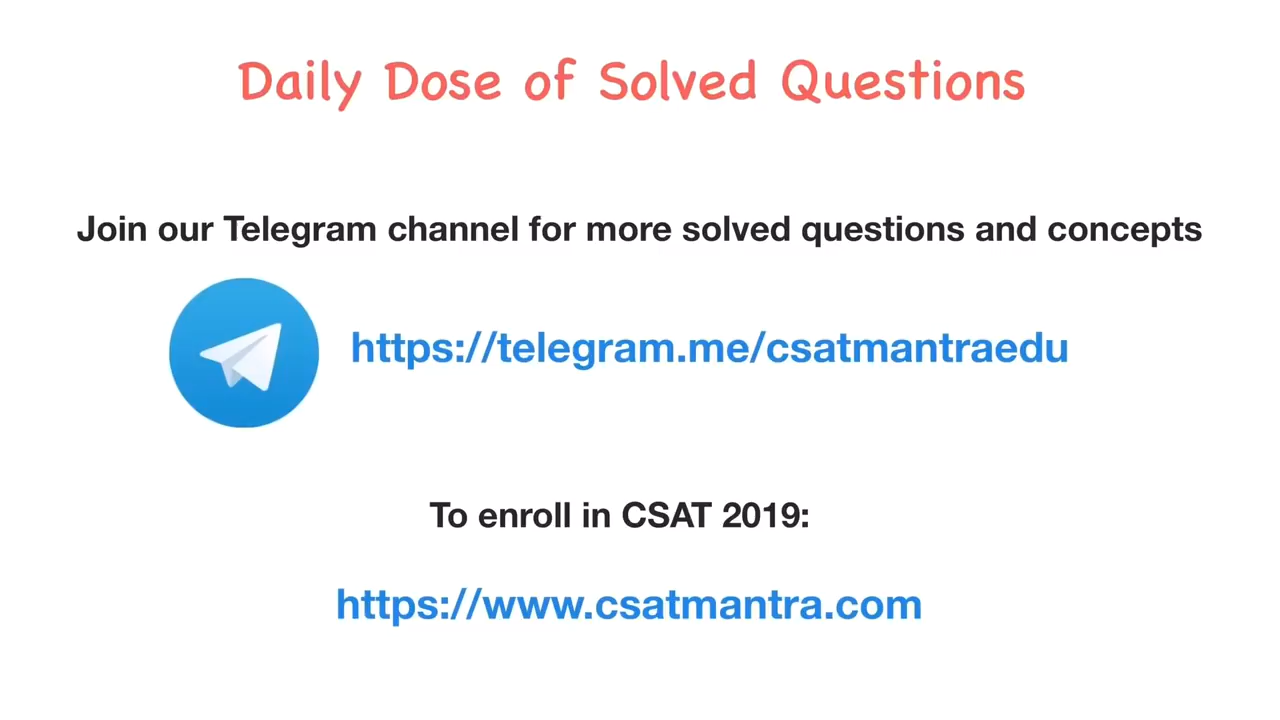 Daily Dose of Solved Questions
Join our Telegram channel for more solved questions and concepts
https://telegram.me/csatmantraedu
To enroll in CSAT 2019:
https://www.csatmantra.com